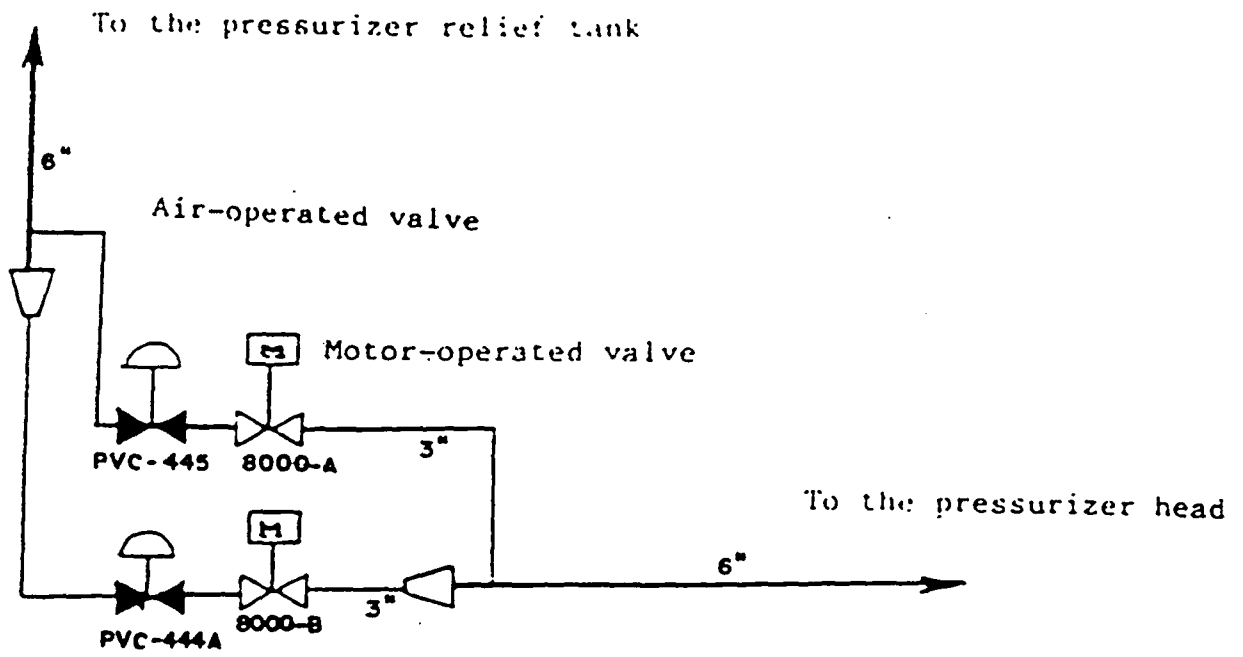 To the pressurizer relief tank
6"
Air-operated valve
M Motor-operated valve
3"
PVC-445 8000-A
To the pressurizer head
M
6"
3"
PVC-444A 8000-B